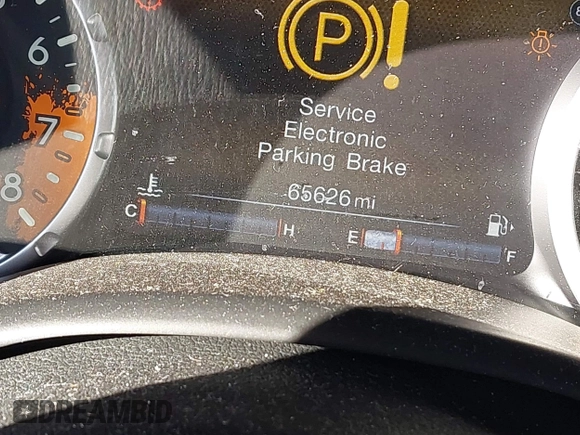 6
7
8
P !
Service
Electronic
Parking Brake
65626 mi
C H E F
DREAMBID